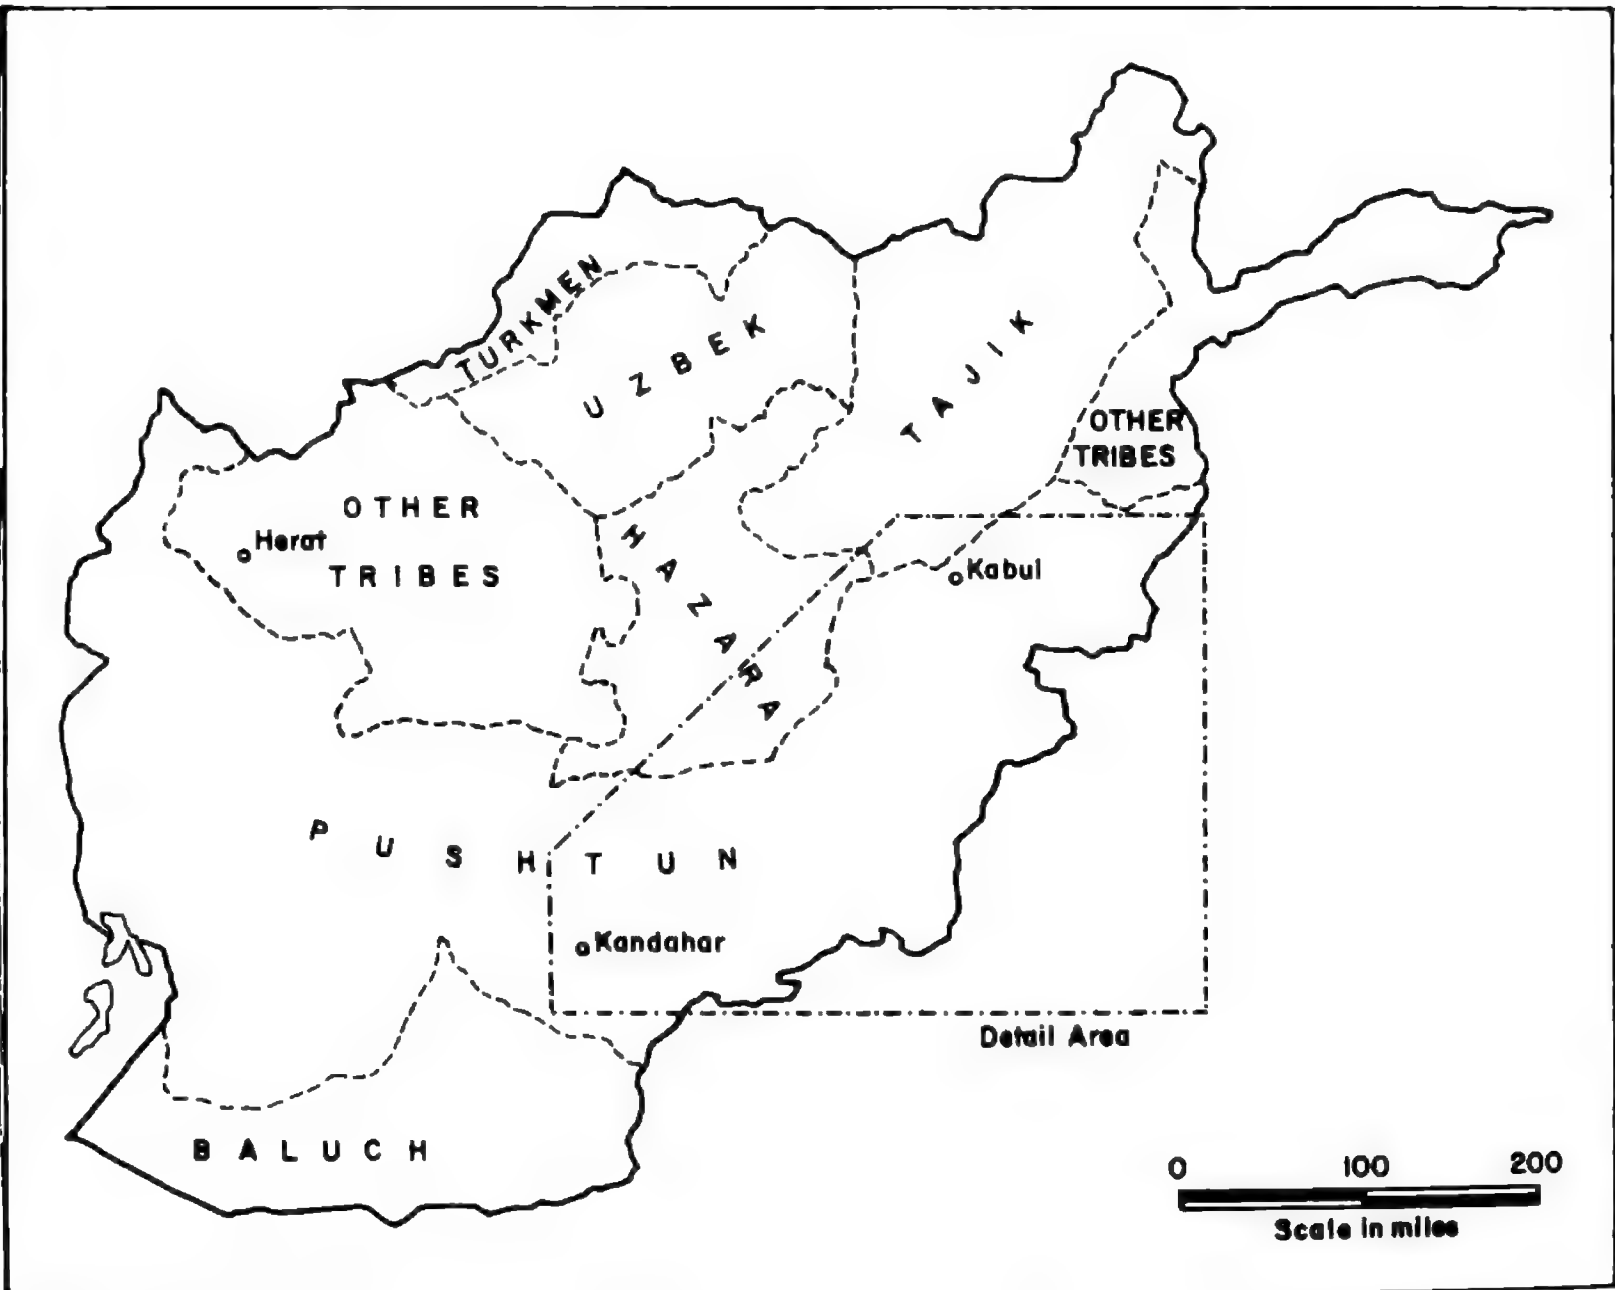 TURKMEN
UZBEK
TAJIK
OTHER
TRIBES
OTHER
TRIBES
Herat
HAZARA
Kabul
PUSHTUN
Kandahar
Detail Area
BALUCH
0 100 200
Scale in miles